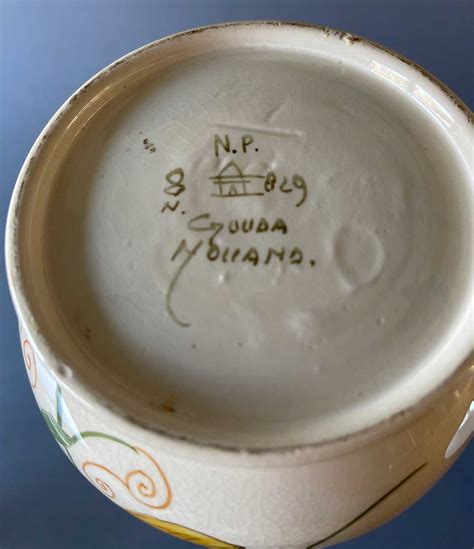 N.P.
8 829
N.
GOUDA
HOLLAND.